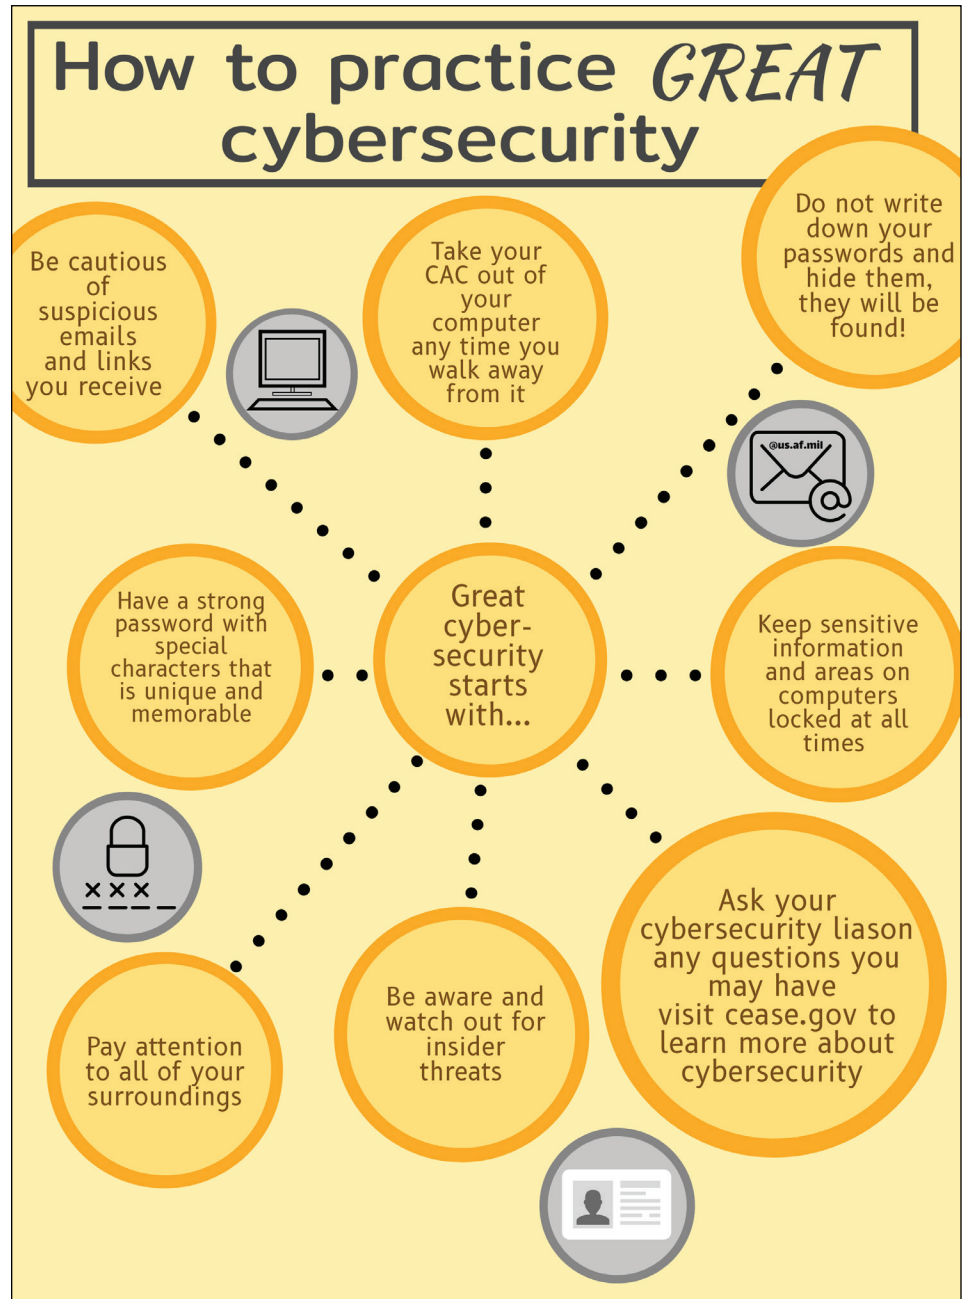 How to practice GREAT
cybersecurity
Be cautious
of
suspicious
emails
and links
you receive
Take your
CAC out of
your
computer
any time you
walk away
from it
Do not write
down your
passwords and
hide them,
they will be
found!
@us.af.mil
@
Have a strong
password with
special
characters that
is unique and
memorable
Great
cyber-
security
starts
with...
Keep sensitive
information
and areas on
computers
locked at all
times
×××
Pay attention
to all of your
surroundings
Be aware and
watch out for
insider
threats
Ask your
cybersecurity liason
any questions you
may have
visit cease.gov to
learn more about
cybersecurity